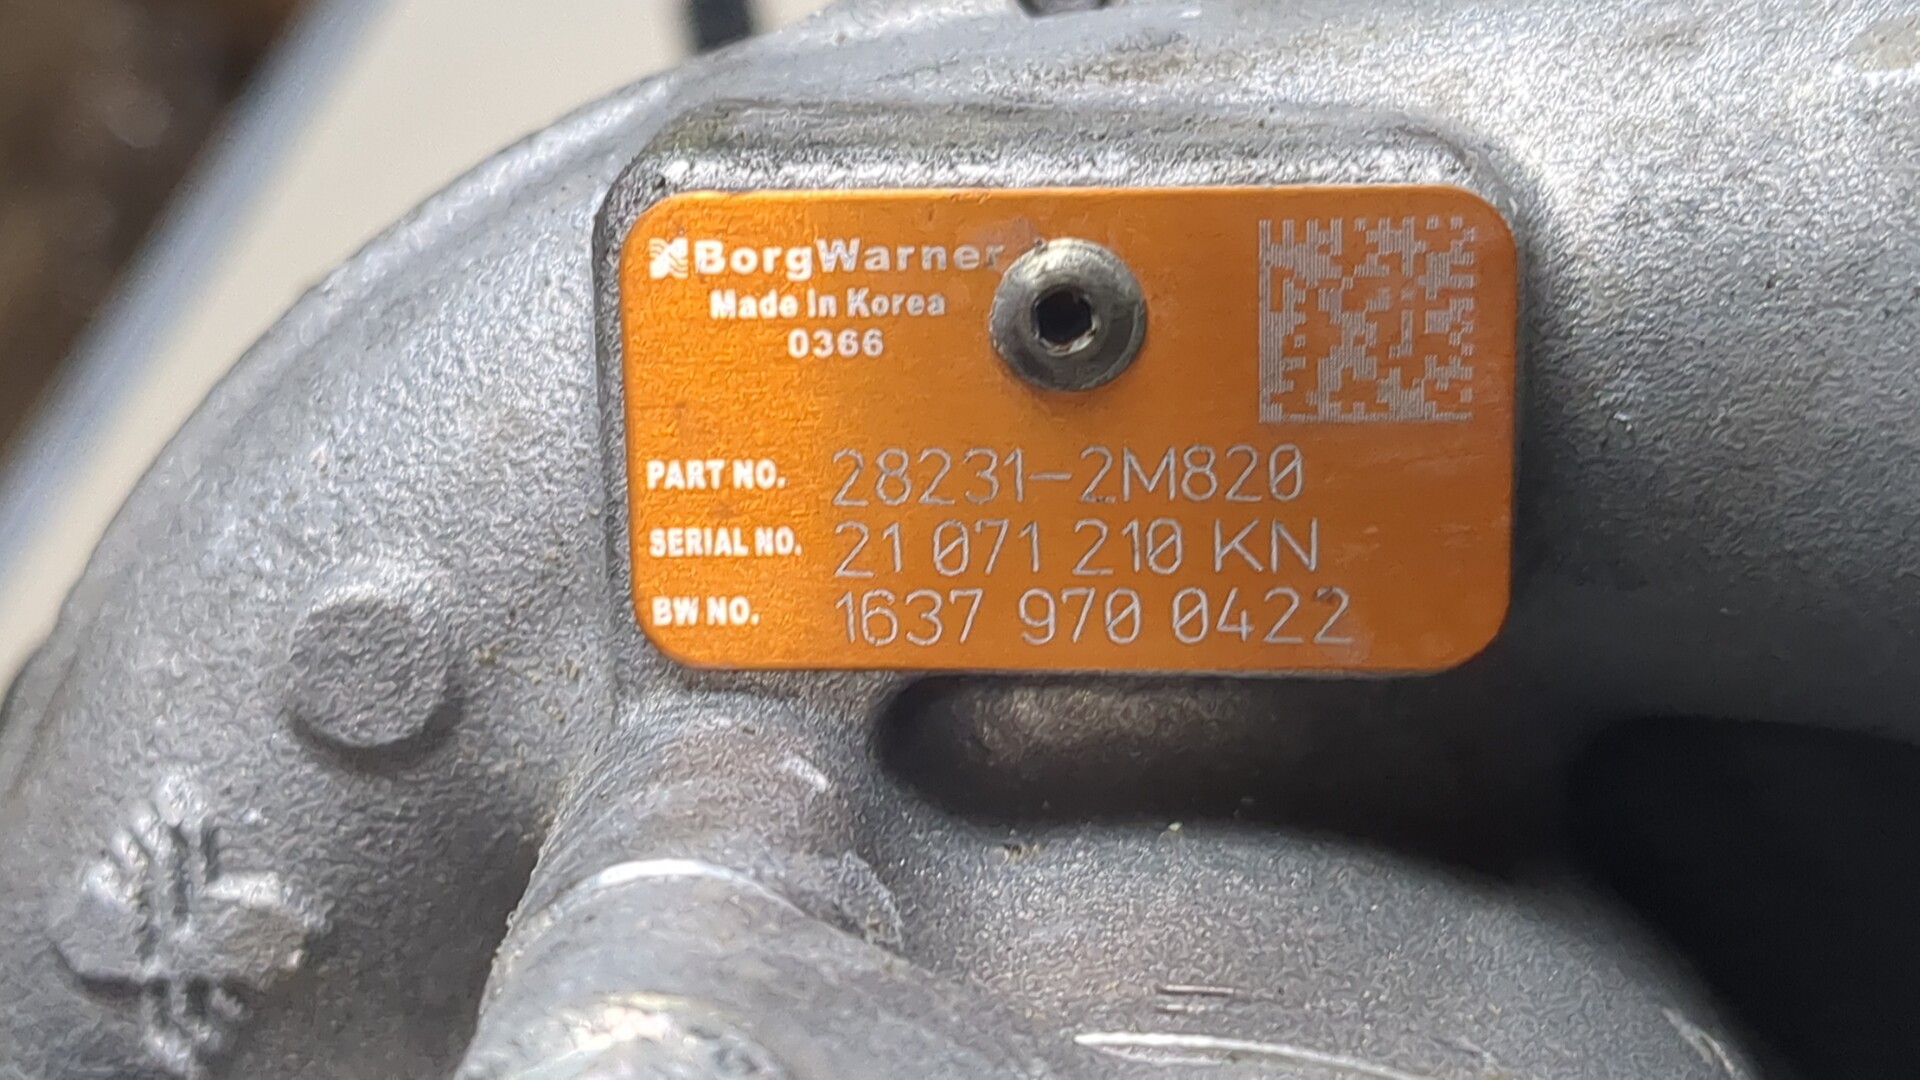 BorgWarner
Made in Korea
0366
PART NO. 28231-2M820
SERIAL NO. 21 071 210 KN
BW NO. 1637 970 0422